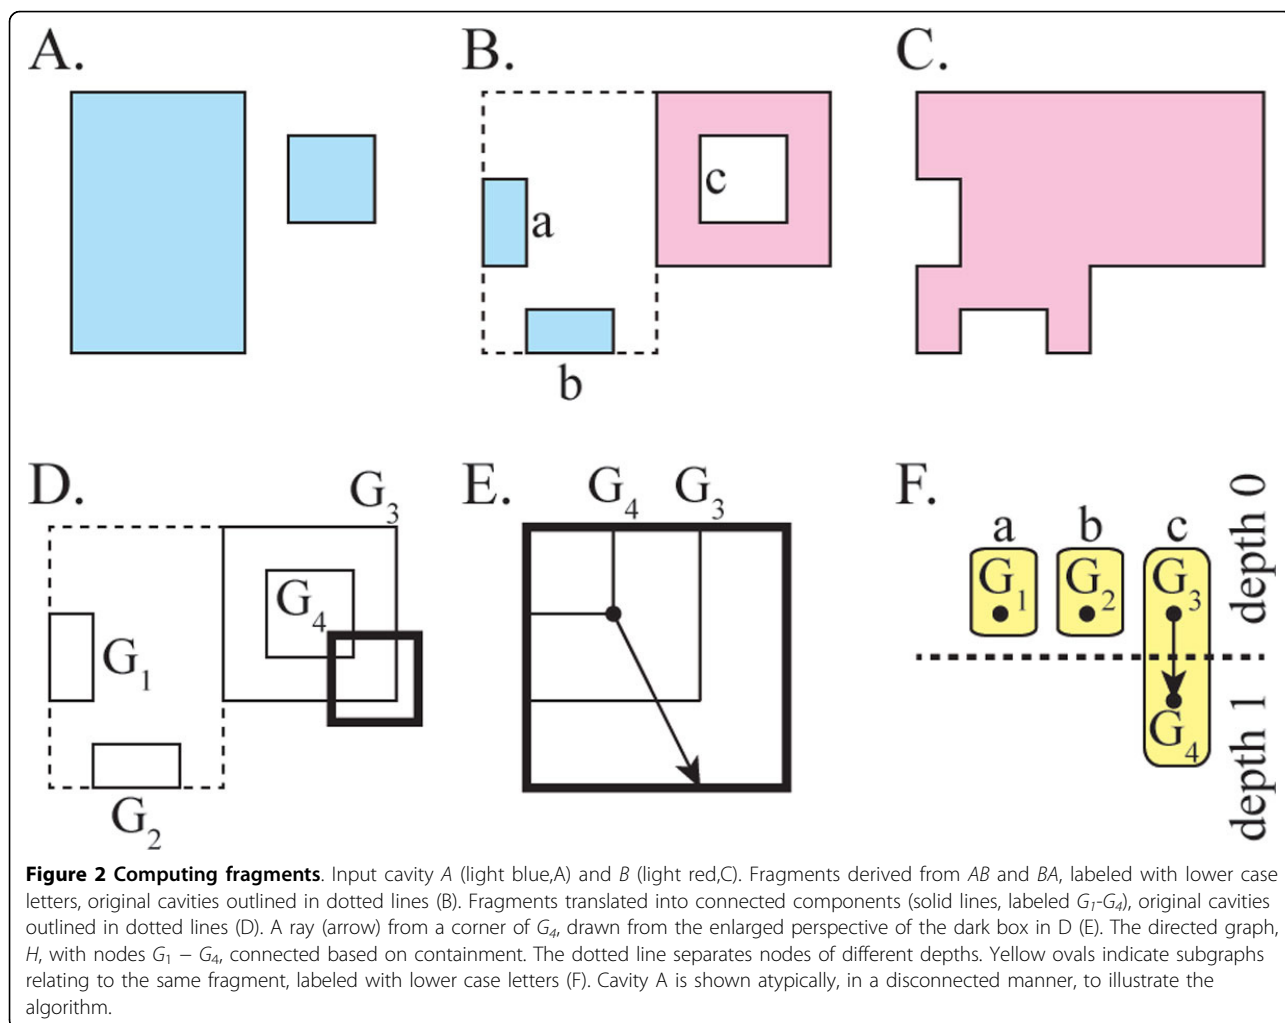 A.
B.
C.
a
b
c
D.
G3
G4
G1
G2
E.
G4 G3
F.
a b c
G1 G2 G3
G4
depth 0
depth 1
Figure 2 Computing fragments. Input cavity A (light blue,A) and B (light red,C). Fragments derived from AB and BA, labeled with lower case
letters, original cavities outlined in dotted lines (B). Fragments translated into connected components (solid lines, labeled G1-G4), original cavities
outlined in dotted lines (D). A ray (arrow) from a corner of G4, drawn from the enlarged perspective of the dark box in D (E). The directed graph,
H, with nodes G1 – G4, connected based on containment. The dotted line separates nodes of different depths. Yellow ovals indicate subgraphs
relating to the same fragment, labeled with lower case letters (F). Cavity A is shown atypically, in a disconnected manner, to illustrate the
algorithm.